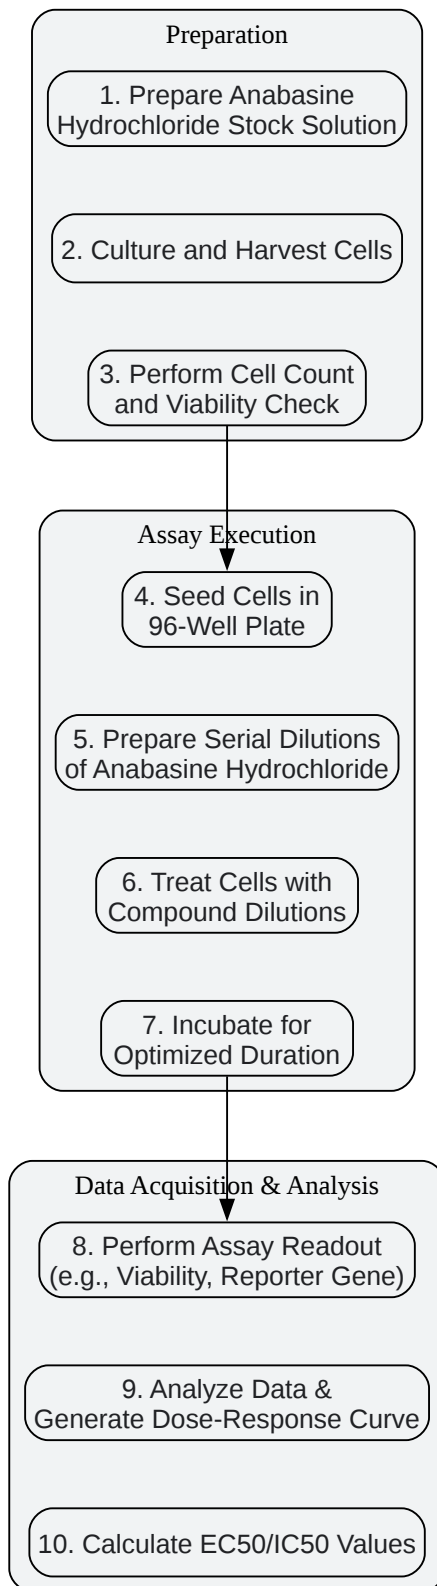 Preparation
1. Prepare Anabasine
Hydrochloride Stock Solution
2. Culture and Harvest Cells
3. Perform Cell Count
and Viability Check
Assay Execution
4. Seed Cells in
96-Well Plate
5. Prepare Serial Dilutions
of Anabasine Hydrochloride
6. Treat Cells with
Compound Dilutions
7. Incubate for
Optimized Duration
Data Acquisition & Analysis
8. Perform Assay Readout
(e.g., Viability, Reporter Gene)
9. Analyze Data &
Generate Dose-Response Curve
10. Calculate EC50/IC50 Values